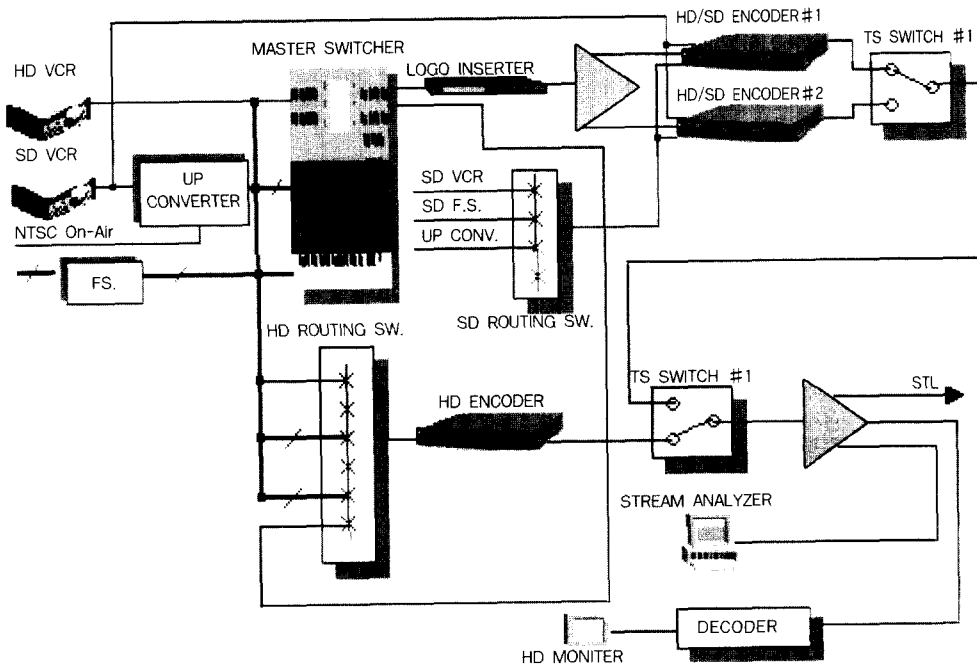 HD/SD ENCODER#1
TS SWITCH #1
MASTER SWITCHER
HD VCR
LOGO INSERTER
HD/SD ENCODER#2
SD VCR
UP
CONVERTER
SD VCR
SD F.S.
UP CONV.
NTSC On-Air
FS.
HD ROUTING SW.
SD ROUTING SW.
TS SWITCH #1
STL
HD ENCODER
STREAM ANALYZER
DECODER
HD MONITER